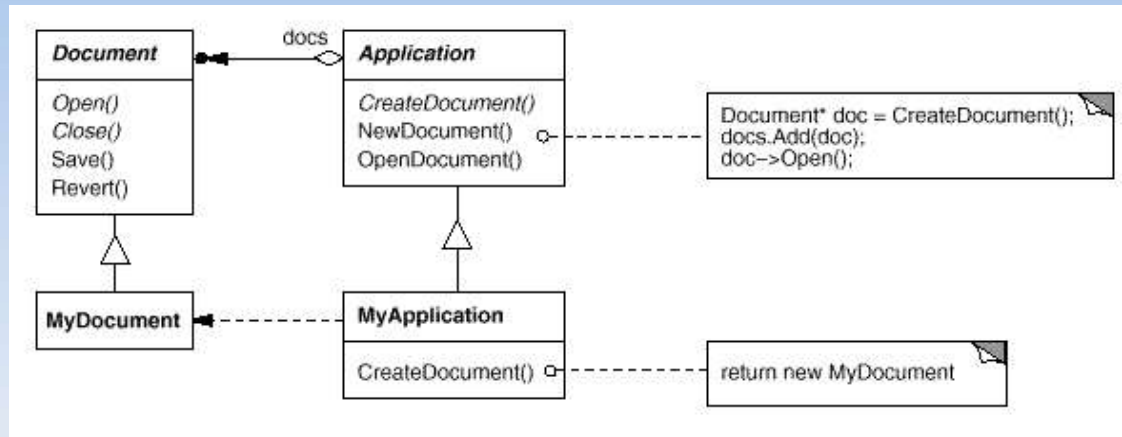 docs
Document
Open()
Close()
Save()
Revert()
Application
CreateDocument()
NewDocument()
OpenDocument()
Document* doc = CreateDocument();
docs.Add(doc);
doc->Open();
MyDocument
MyApplication
CreateDocument()
return new MyDocument